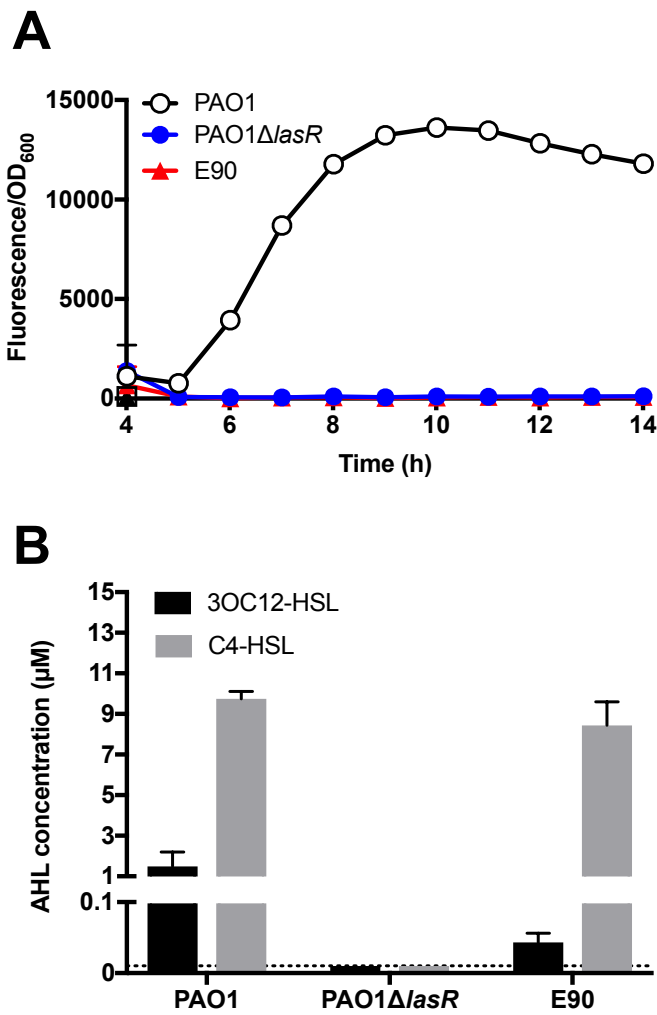 A
Fluorescence/OD600
15000
10000
5000
0
PAO1
PAO1ΔlasR
E90
4
6
8
10
12
14
Time (h)
B
AHL concentration (µM)
15
13
11
9
7
5
3
1
0.1
0
3OC12-HSL
C4-HSL
PAO1
PAO1ΔlasR
E90